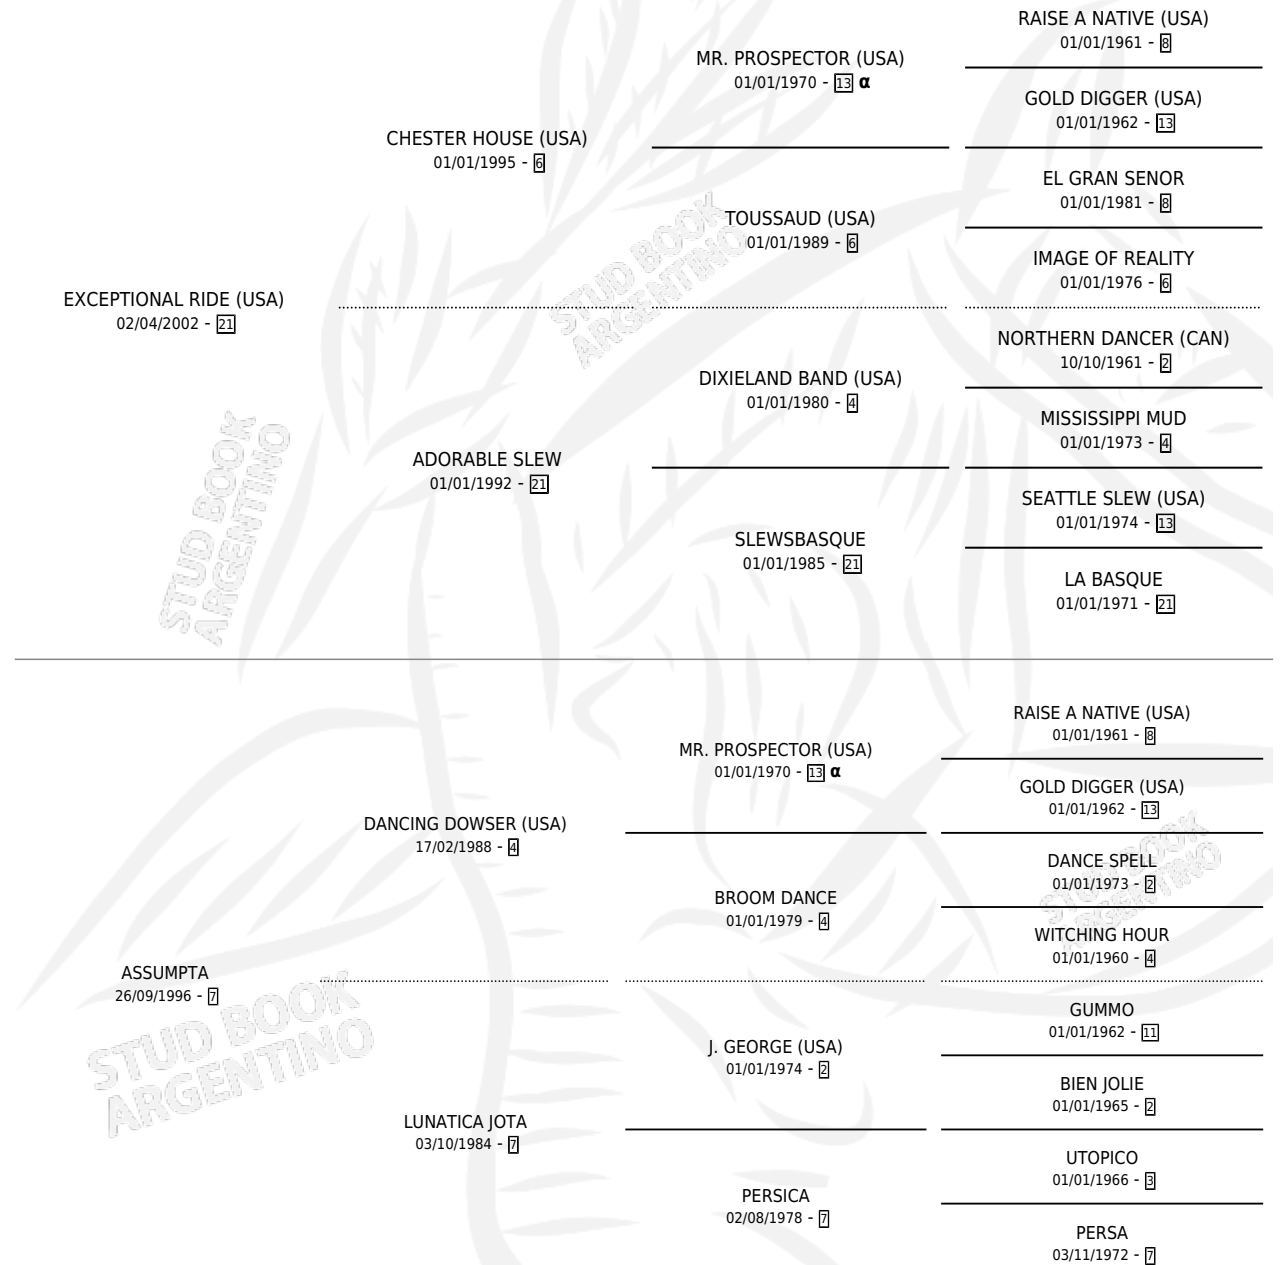 RAISE A NATIVE (USA)
01/01/1961 - 8
MR. PROSPECTOR (USA)
01/01/1970 - 13 α
GOLD DIGGER (USA)
01/01/1962 - 13
CHESTER HOUSE (USA)
01/01/1995 - 6
EL GRAN SENOR
01/01/1981 - 8
TOUSSAUD (USA)
01/01/1989 - 6
IMAGE OF REALITY
01/01/1976 - 6
STUD BOOK
ARGENTINO
EXCEPTIONAL RIDE (USA)
02/04/2002 - 21
NORTHERN DANCER (CAN)
10/10/1961 - 2
DIXIELAND BAND (USA)
01/01/1980 - 4
MISSISSIPPI MUD
01/01/1973 - 4
ADORABLE SLEW
01/01/1992 - 21
SEATTLE SLEW (USA)
01/01/1974 - 13
SLEWSBASQUE
01/01/1985 - 21
LA BASQUE
01/01/1971 - 21
STUD BOOK
ARGENTINO
RAISE A NATIVE (USA)
01/01/1961 - 8
MR. PROSPECTOR (USA)
01/01/1970 - 13 α
GOLD DIGGER (USA)
01/01/1962 - 13
DANCING DOWSER (USA)
17/02/1988 - 4
DANCE SPELL
01/01/1973 - 2
BROOM DANCE
01/01/1979 - 4
WITCHING HOUR
01/01/1960 - 4
STUD BOOK
ARGENTINO
ASSUMPTA
26/09/1996 - 7
STUD BOOK
ARGENTINO
GUMMO
01/01/1962 - 11
J. GEORGE (USA)
01/01/1974 - 2
BIEN JOLIE
01/01/1965 - 2
LUNATICA JOTA
03/10/1984 - 7
UTOPICO
01/01/1966 - 3
PERSICA
02/08/1978 - 7
PERSA
03/11/1972 - 7